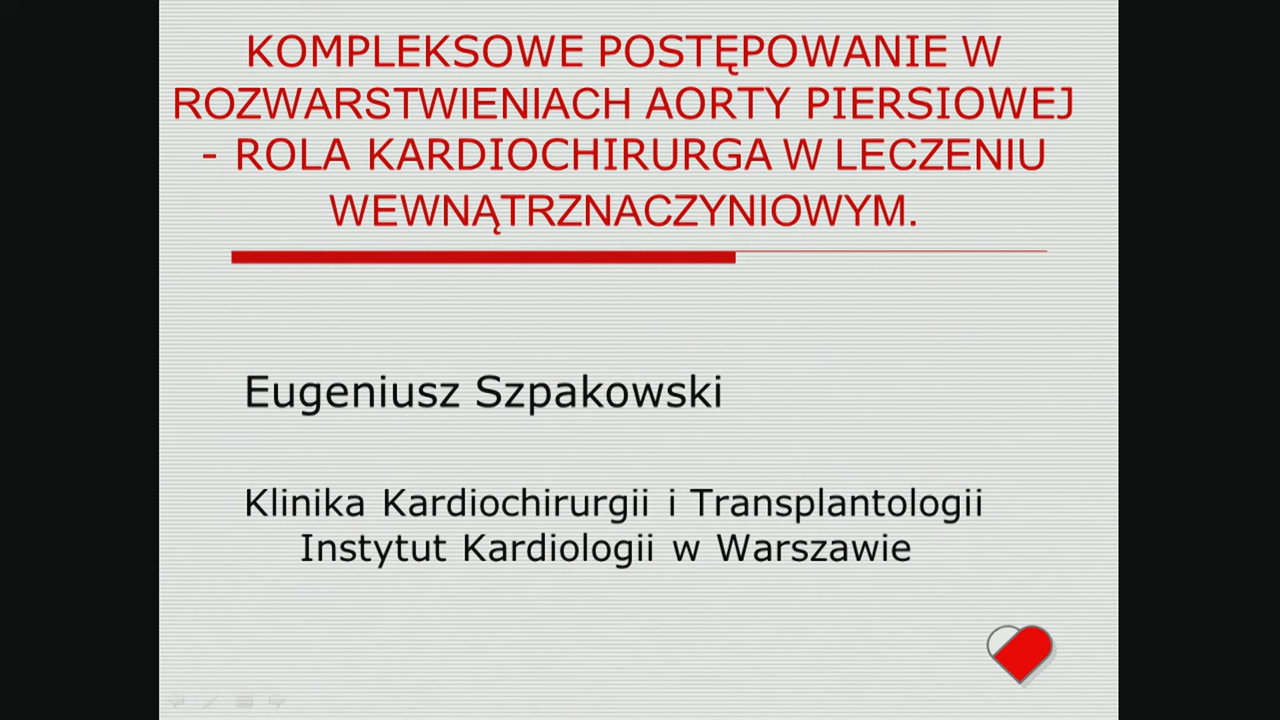 KOMPLEKSOWE POSTĘPOWANIE W
ROZWARSTWIENIACH AORTY PIERSIOWEJ
- ROLA KARDIOCHIRURGA W LECZENIU
WEWNĄTRZNACZYNIOWYM.
Eugeniusz Szpakowski
Klinika Kardiochirurgii i Transplantologii
Instytut Kardiologii w Warszawie